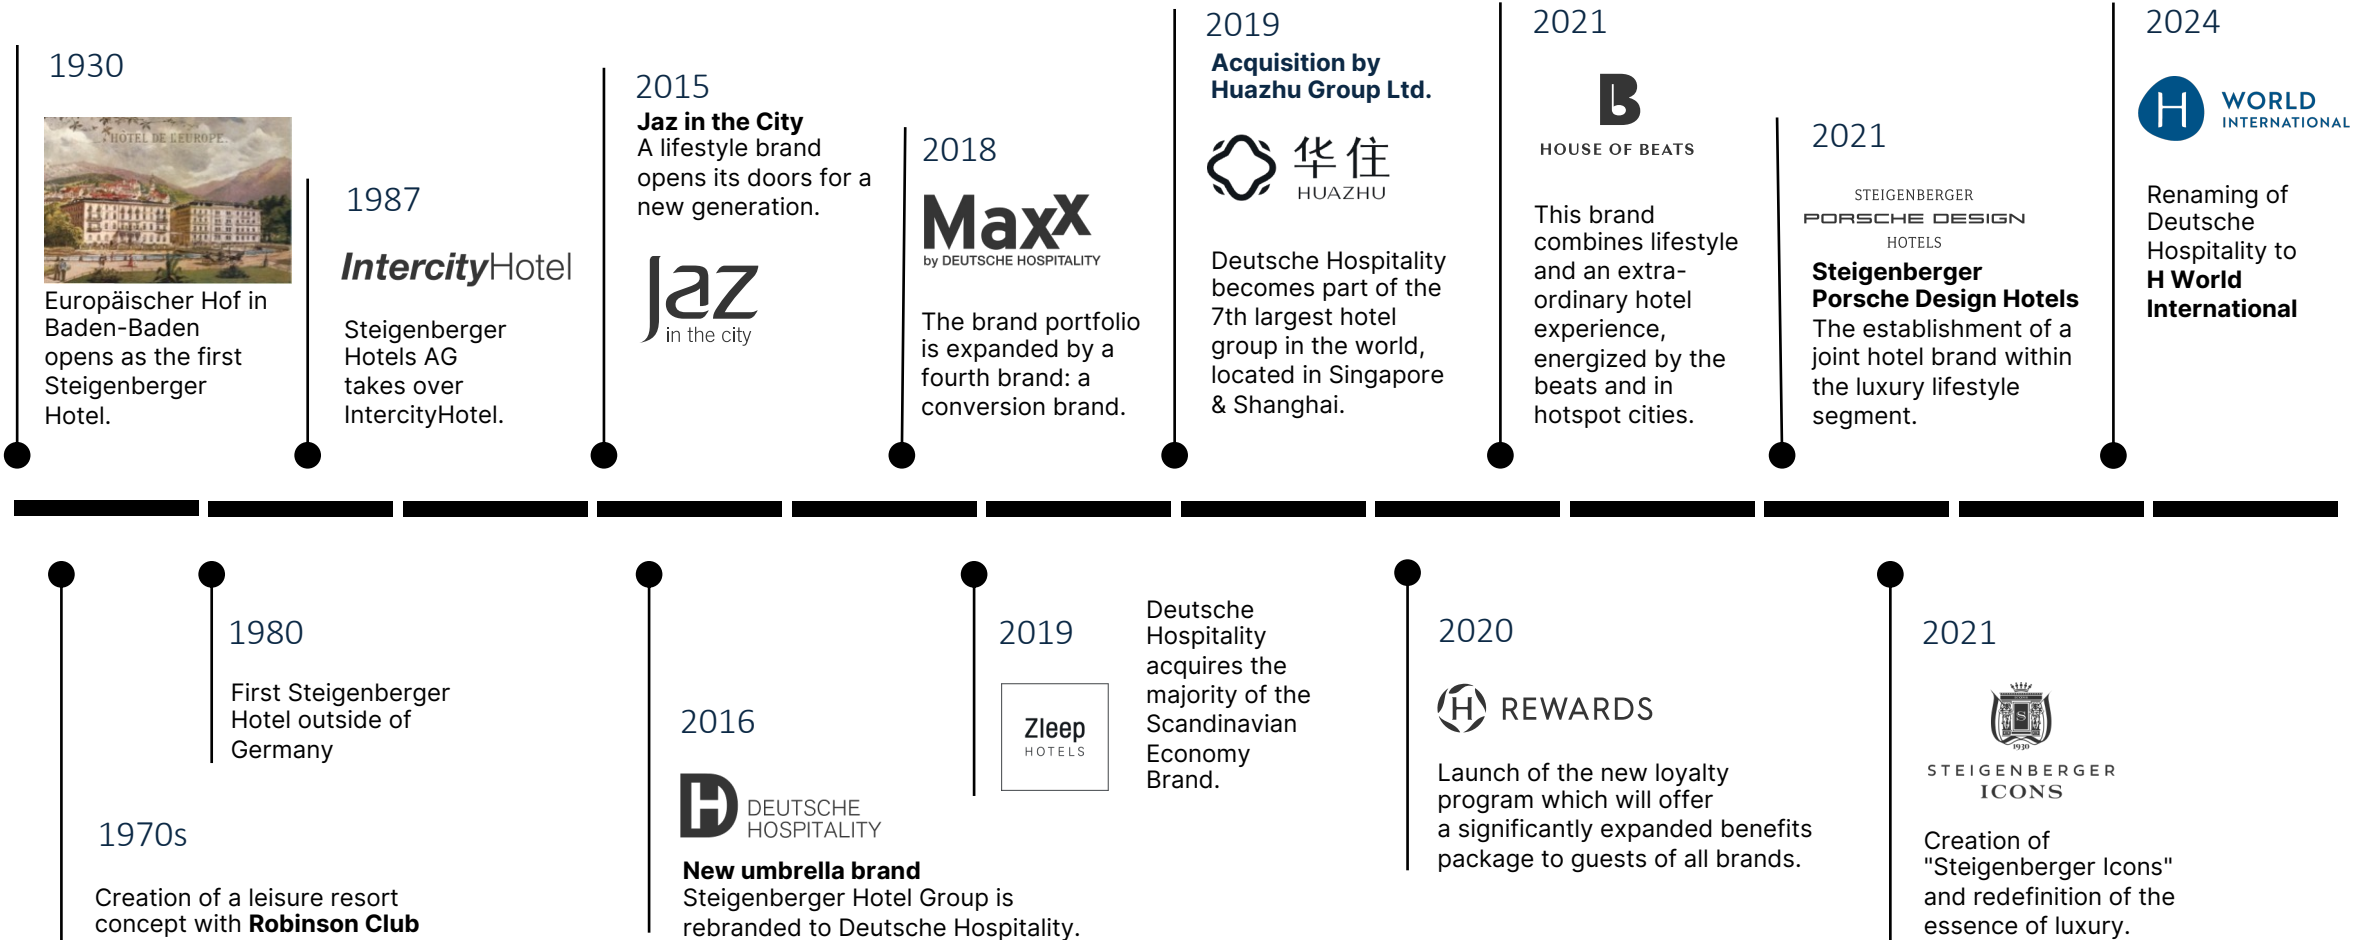 1930
HÔTEL DE L'EUROPE.
Europäischer Hof in
Baden-Baden
opens as the first
Steigenberger
Hotel.
1987
IntercityHotel
Steigenberger
Hotels AG
takes over
IntercityHotel.
2015
Jaz in the City
A lifestyle brand
opens its doors for a
new generation.
Jaz
in the city
2018
Maxx
by DEUTSCHE HOSPITALITY
The brand portfolio
is expanded by a
fourth brand: a
conversion brand.
2019
Acquisition by
Huazhu Group Ltd.
华住
HUAZHU
Deutsche Hospitality
becomes part of the
7th largest hotel
group in the world,
located in Singapore
& Shanghai.
2021
B
HOUSE OF BEATS
This brand
combines lifestyle
and an extra-
ordinary hotel
experience,
energized by the
beats and in
hotspot cities.
2021
STEIGENBERGER
PORSCHE DESIGN
HOTELS
Steigenberger
Porsche Design Hotels
The establishment of a
joint hotel brand within
the luxury lifestyle
segment.
2024
H WORLD
INTERNATIONAL
Renaming of
Deutsche
Hospitality to
H World
International
1970s
Creation of a leisure resort
concept with Robinson Club
1980
First Steigenberger
Hotel outside of
Germany
2016
DH DEUTSCHE
HOSPITALITY
New umbrella brand
Steigenberger Hotel Group is
rebranded to Deutsche Hospitality.
2019
Zleep
HOTELS
Deutsche
Hospitality
acquires the
majority of the
Scandinavian
Economy
Brand.
2020
H REWARDS
Launch of the new loyalty
program which will offer
a significantly expanded benefits
package to guests of all brands.
2021
S
1930
STEIGENBERGER
ICONS
Creation of
"Steigenberger Icons"
and redefinition of the
essence of luxury.